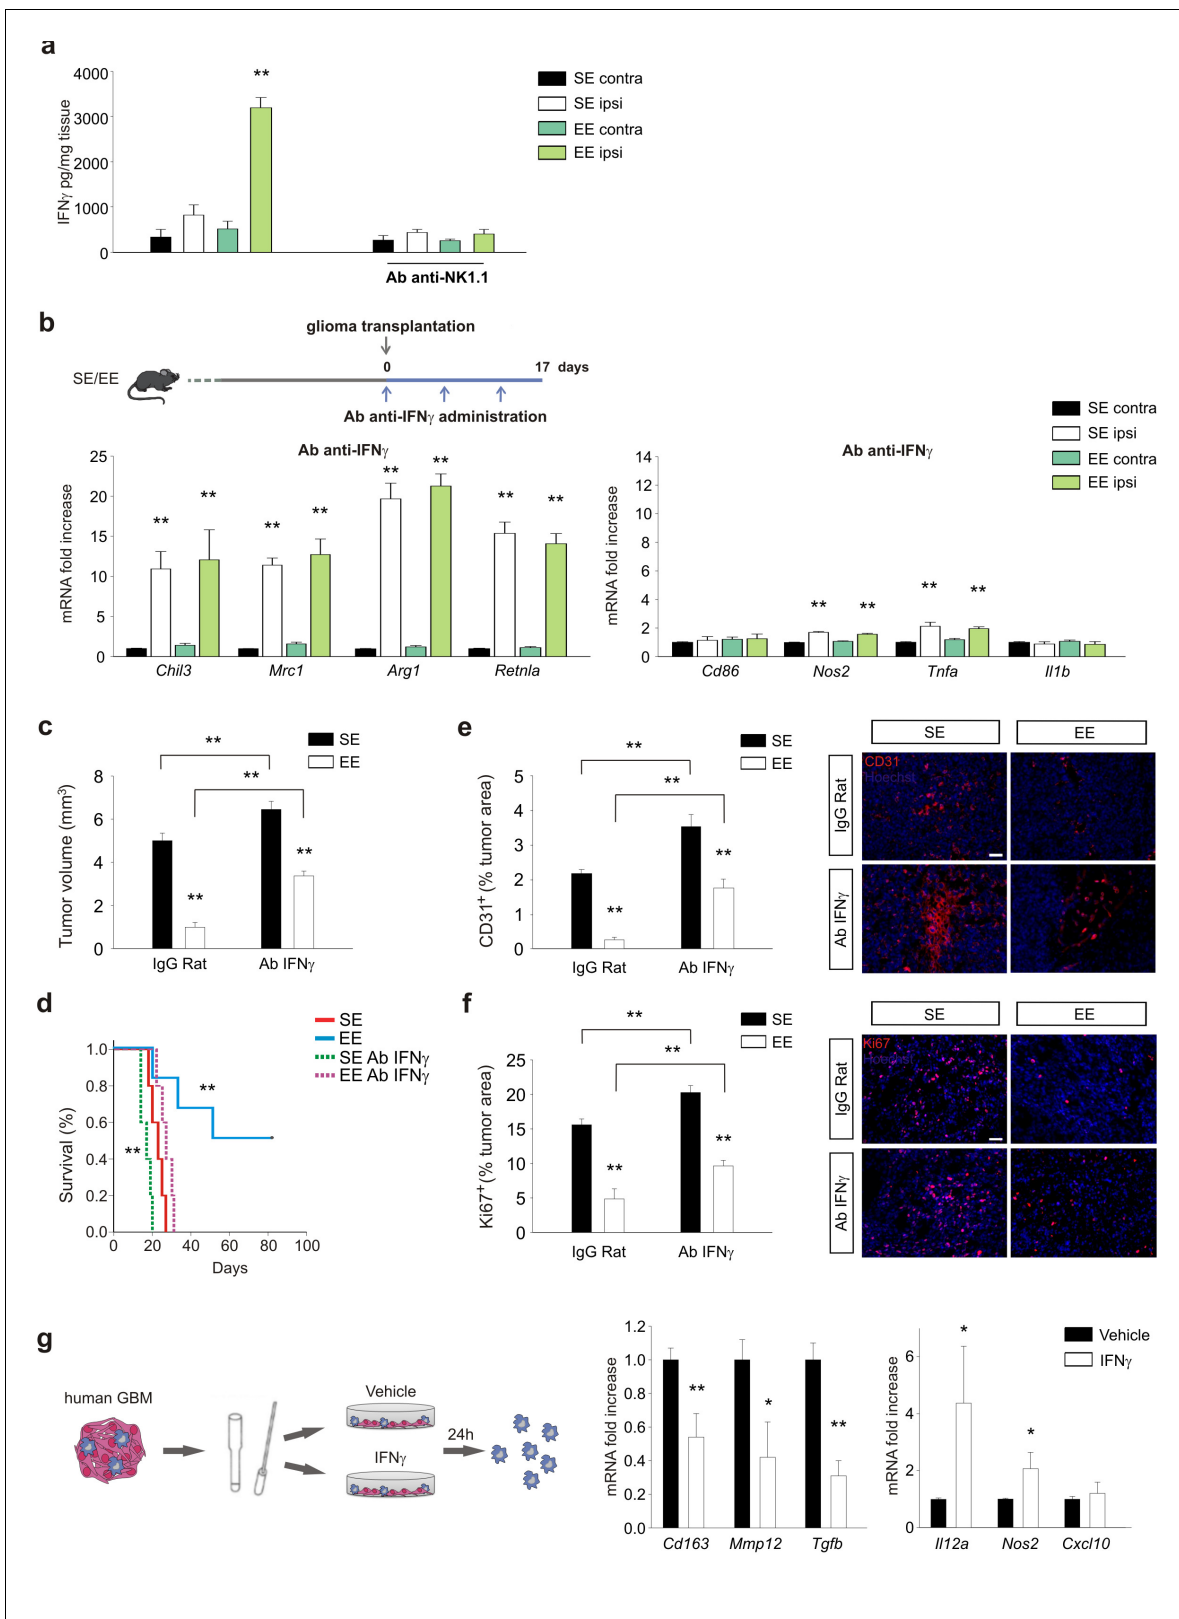 a
4000
3000
2000
1000
0
IFNγ pg/mg tissue
**
SE contra
SE ipsi
EE contra
EE ipsi
Ab anti-NK1.1
b
glioma transplantation
0
17 days
SE/EE
Ab anti-IFNγ administration
SE contra
SE ipsi
EE contra
EE ipsi
Ab anti-IFNγ
25
20
15
10
5
0
mRNA fold increase
** ** ** ** ** ** ** **
Chil3 Mrc1 Arg1 Retnla
Ab anti-IFNγ
14
12
10
8
6
4
2
0
mRNA fold increase
** ** ** **
Cd86 Nos2 Tnfa Il1b
c
SE
EE
8
6
4
2
0
Tumor volume (mm³)
**
**
**
**
IgG Rat Ab IFNγ
e
SE
EE
5
4
3
2
1
0
CD31⁺ (% tumor area)
**
**
**
**
IgG Rat Ab IFNγ
SE EE
IgG Rat
Ab IFNγ
CD31
Hoechst
d
SE
EE
SE Ab IFNγ
EE Ab IFNγ
1.0
0.8
0.6
0.4
0.2
0.0
Survival (%)
**
**
0 20 40 60 80 100
Days
f
SE
EE
25
20
15
10
5
0
Ki67⁺(% tumor area)
**
**
**
**
IgG Rat Ab IFNγ
SE EE
IgG Rat
Ab IFNγ
Ki67
Hoechst
g
human GBM
Vehicle
IFNγ
24h
1.2
1.0
0.8
0.6
0.4
0.2
0.0
mRNA fold increase
** * **
Cd163 Mmp12 Tgfb
6
4
2
0
mRNA fold increase
* *
Il12a Nos2 Cxcl10
Vehicle
IFNγ